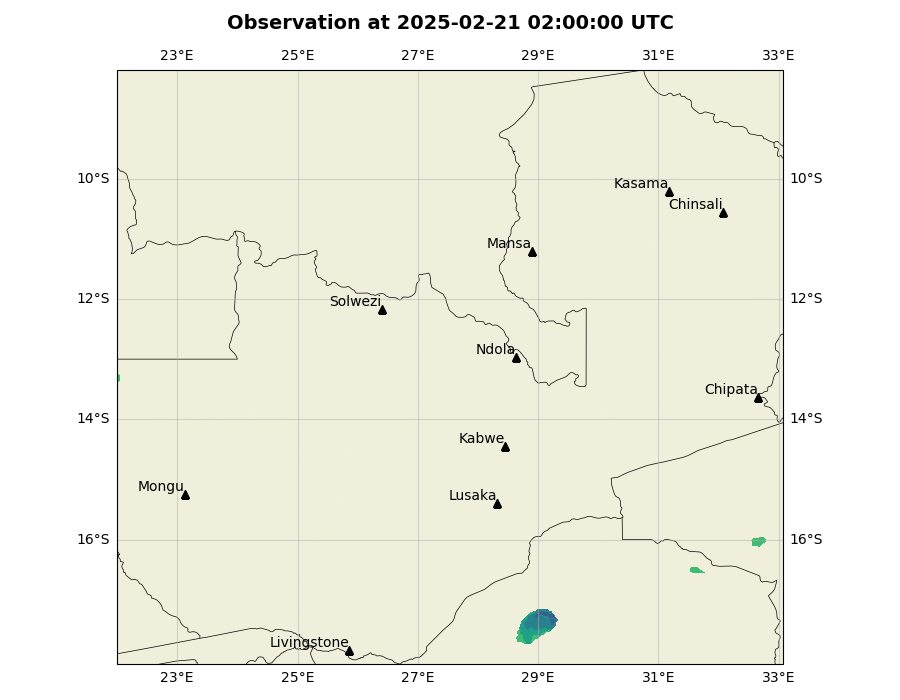 Observation at 2025-02-21 02:00:00 UTC
23°E 25°E 27°E 29°E 31°E 33°E
10°S 10°S
Kasama
Chinsali
Mansa
12°S 12°S
Solwezi
Ndola
Chipata
14°S 14°S
Kabwe
Mongu
Lusaka
16°S 16°S
Livingstone
23°E 25°E 27°E 29°E 31°E 33°E